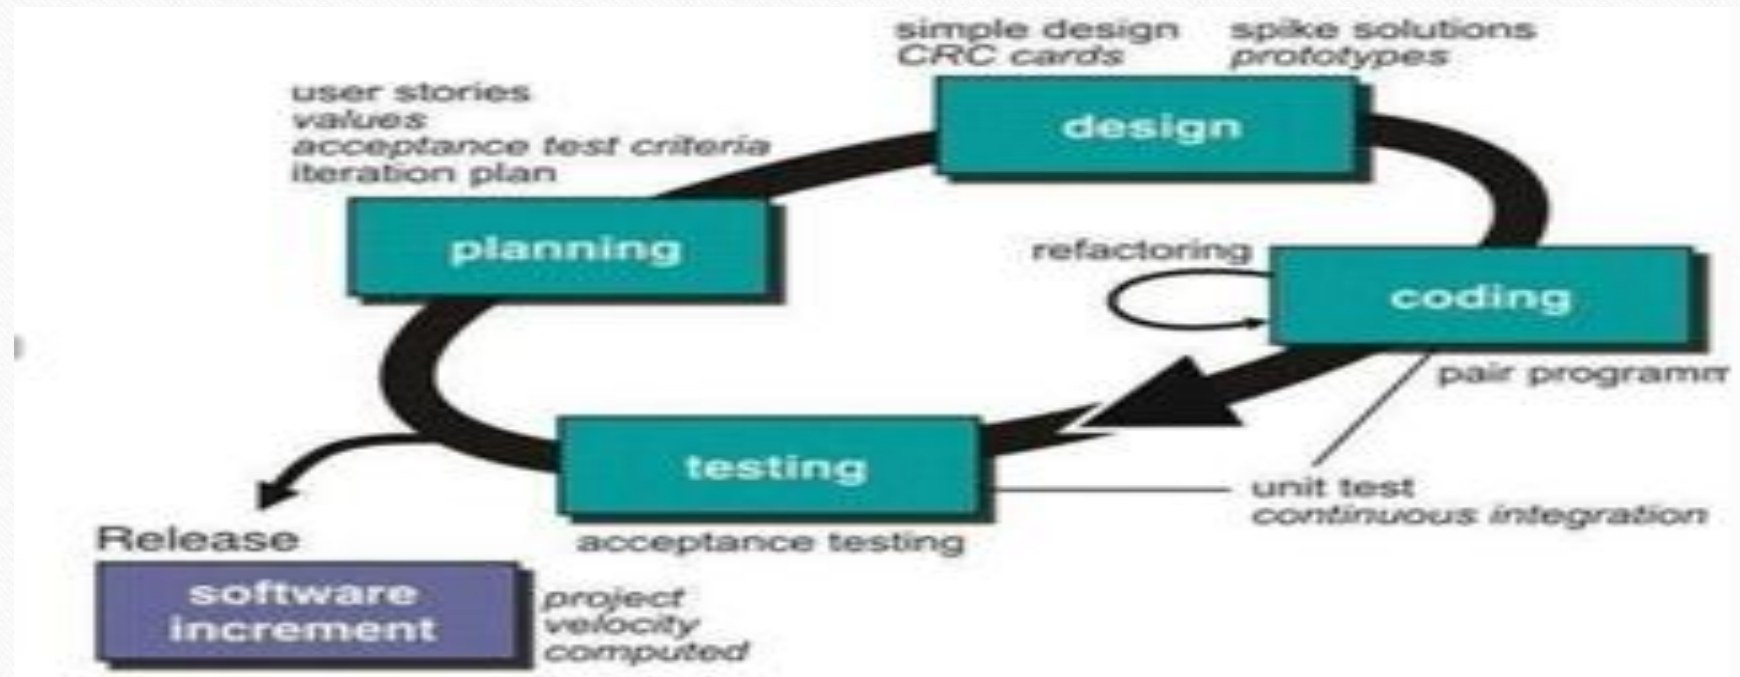 simple design
CRC cards
spike solutions
prototypes
user stories
values
acceptance test criteria
iteration plan
design
planning
refactoring
coding
pair
testing
unit test
continuous integration
acceptance testing
Release
software
increment
project
velocity
computed